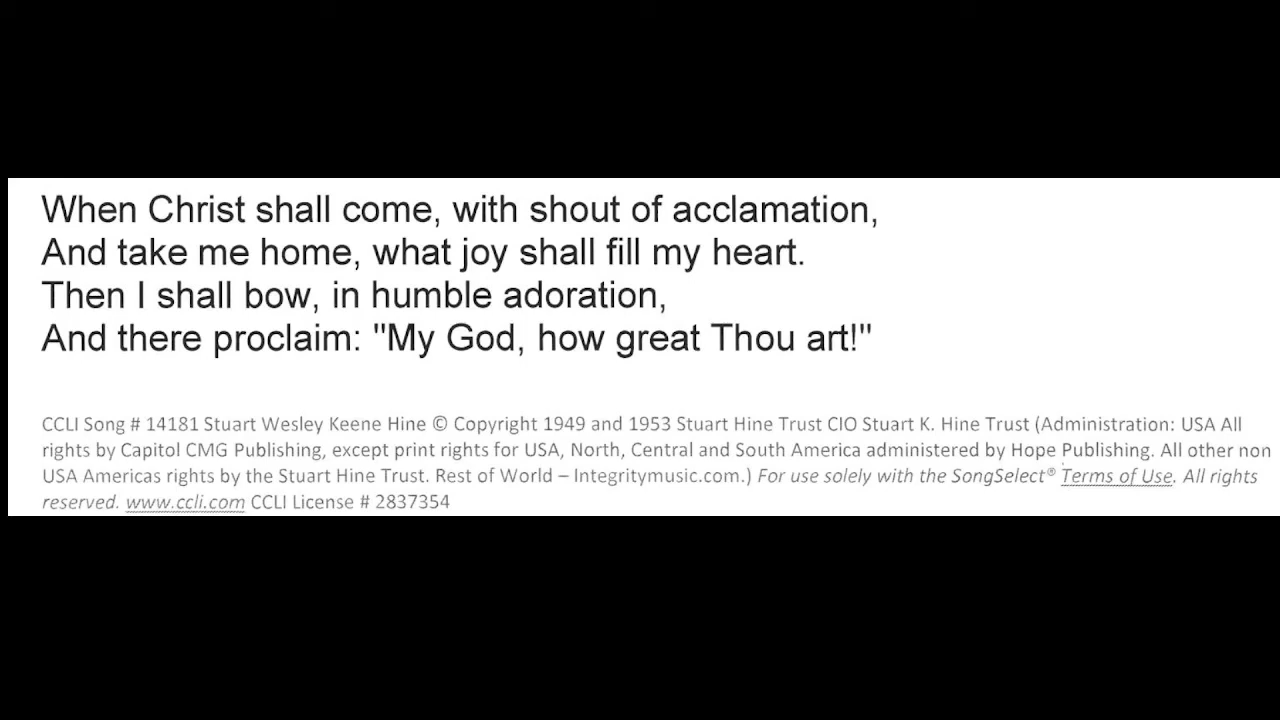 When Christ shall come, with shout of acclamation,
And take me home, what joy shall fill my heart.
Then I shall bow, in humble adoration,
And there proclaim: "My God, how great Thou art!"
CCLI Song # 14181 Stuart Wesley Keene Hine © Copyright 1949 and 1953 Stuart Hine Trust CIO Stuart K. Hine Trust (Administration: USA All
rights by Capitol CMG Publishing, except print rights for USA, North, Central and South America administered by Hope Publishing. All other non
USA Americas rights by the Stuart Hine Trust. Rest of World – Integritymusic.com.) For use solely with the SongSelect® Terms of Use. All rights
reserved. www.ccli.com CCLI License # 2837354